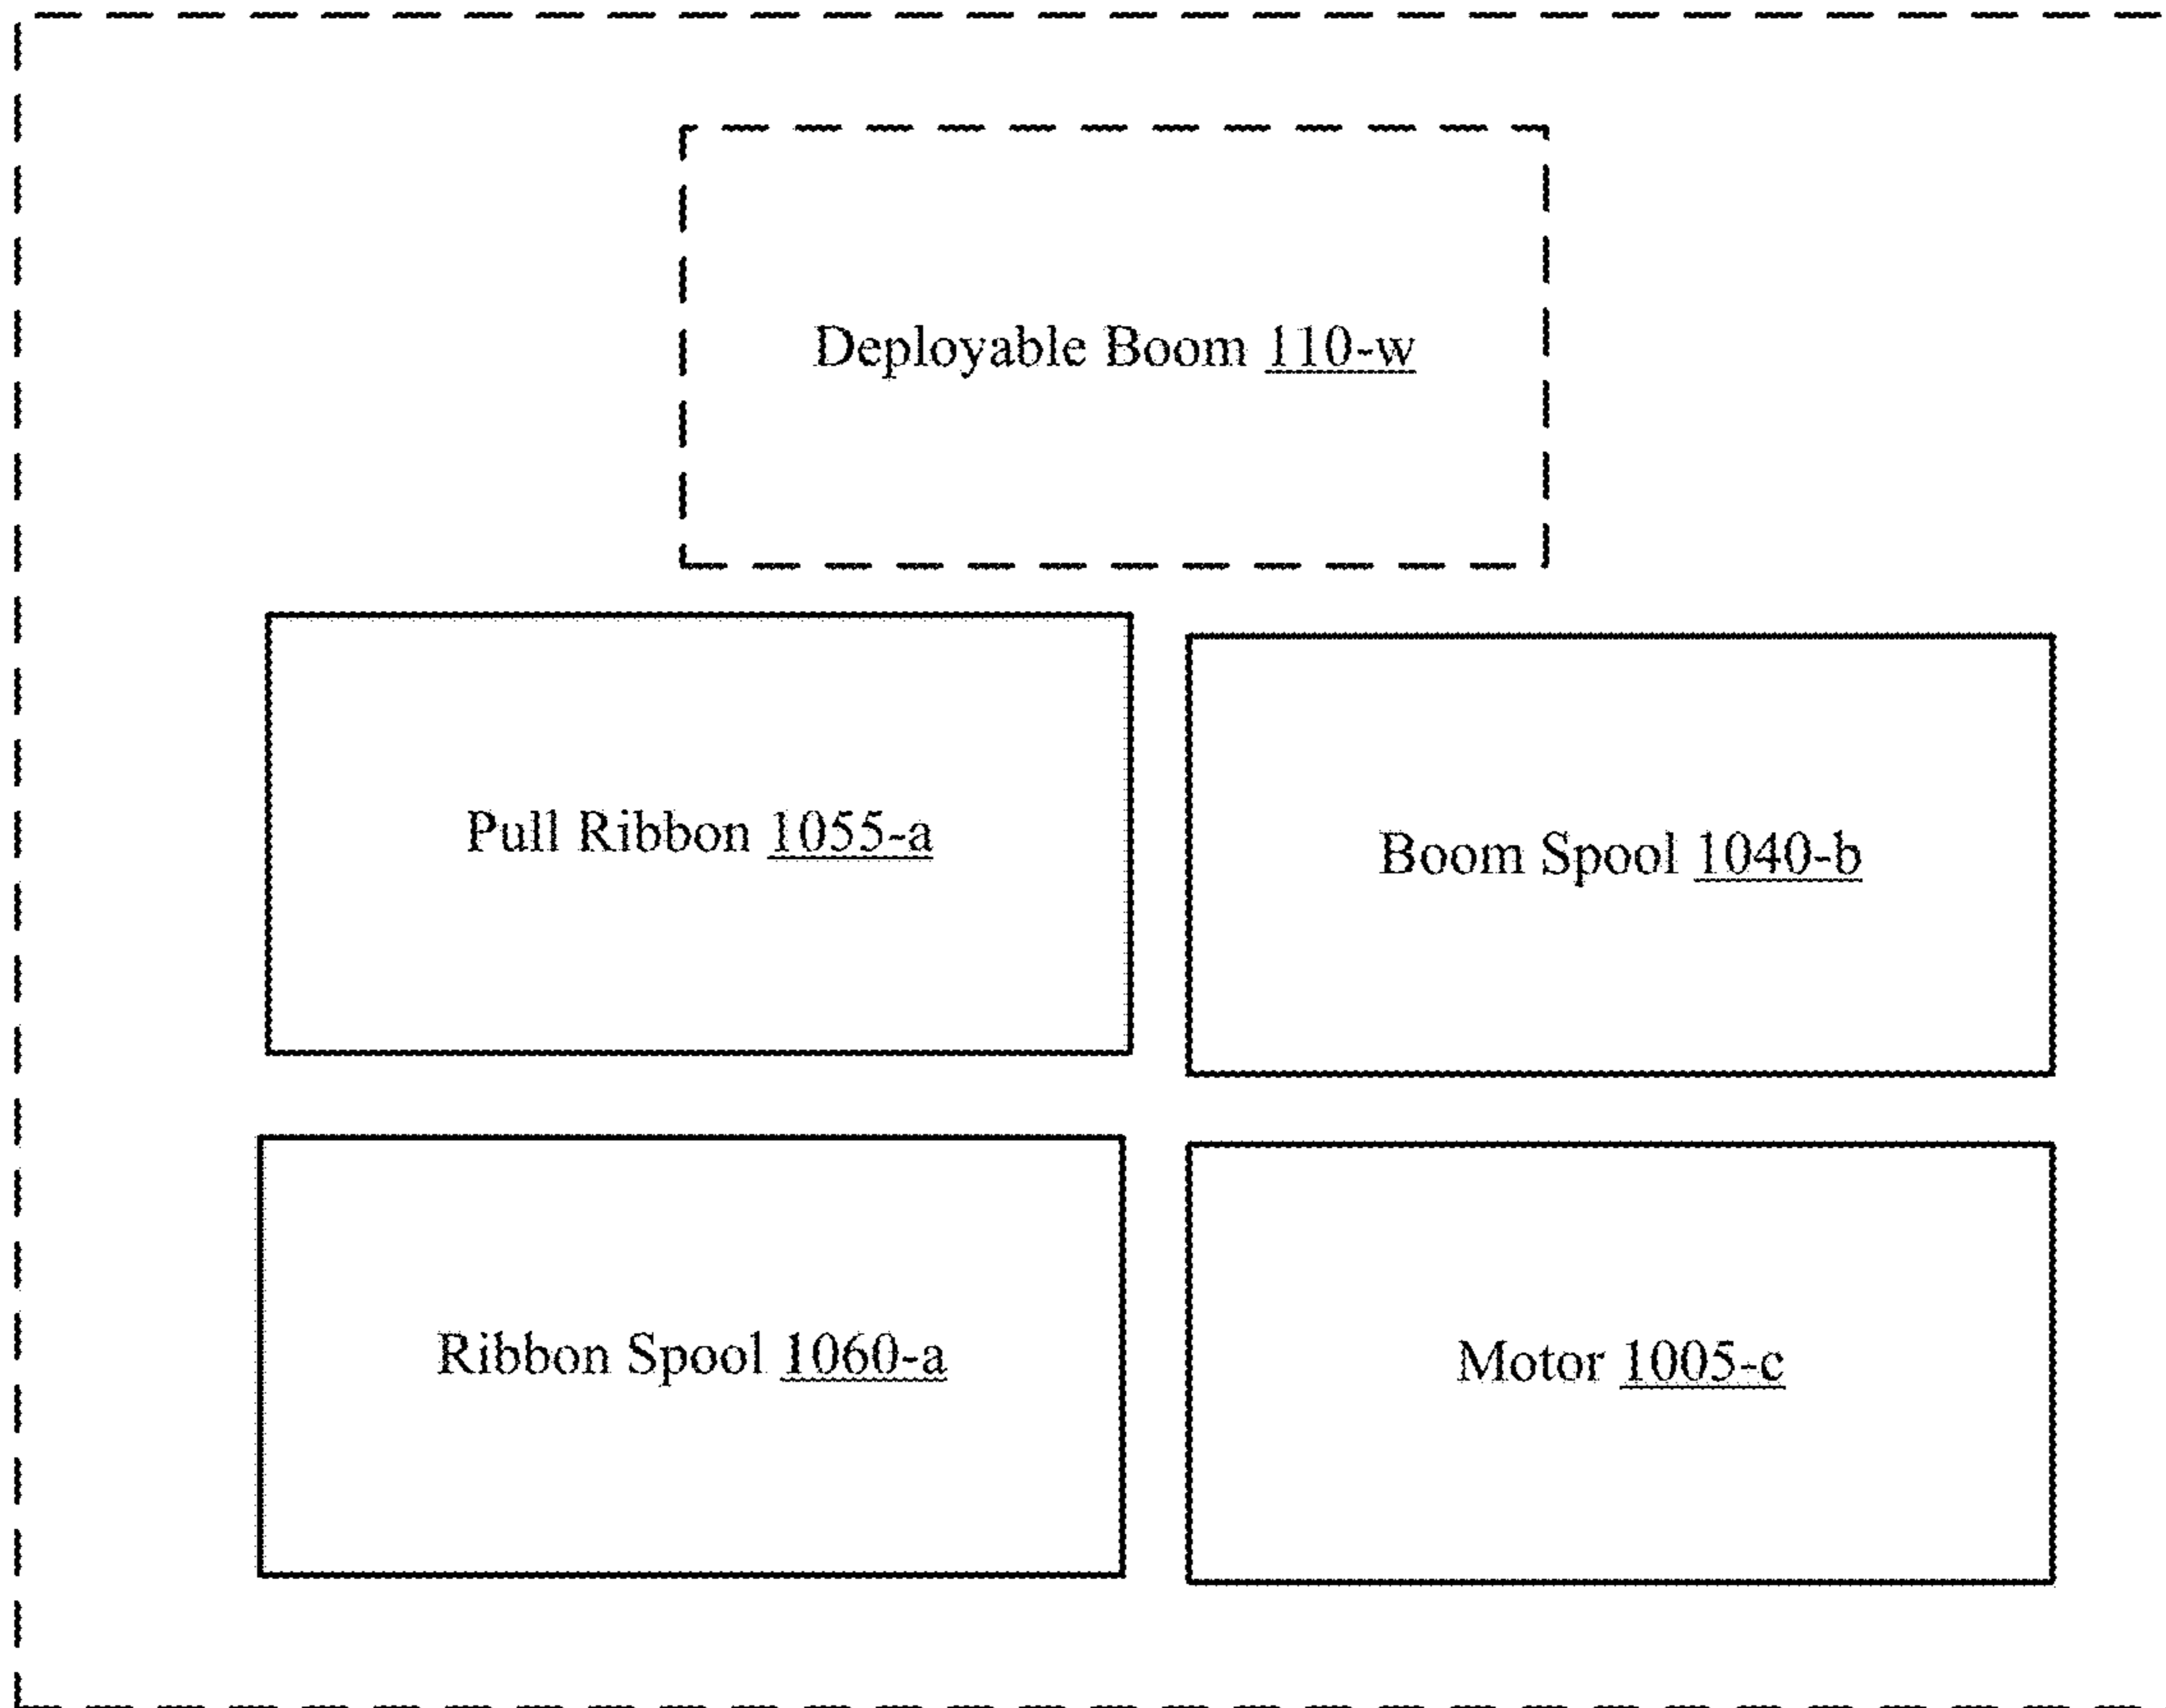 Deployable Boom 110-w
Pull Ribbon 1055-a
Boom Spool 1040-b
Ribbon Spool 1060-a
Motor 1005-c